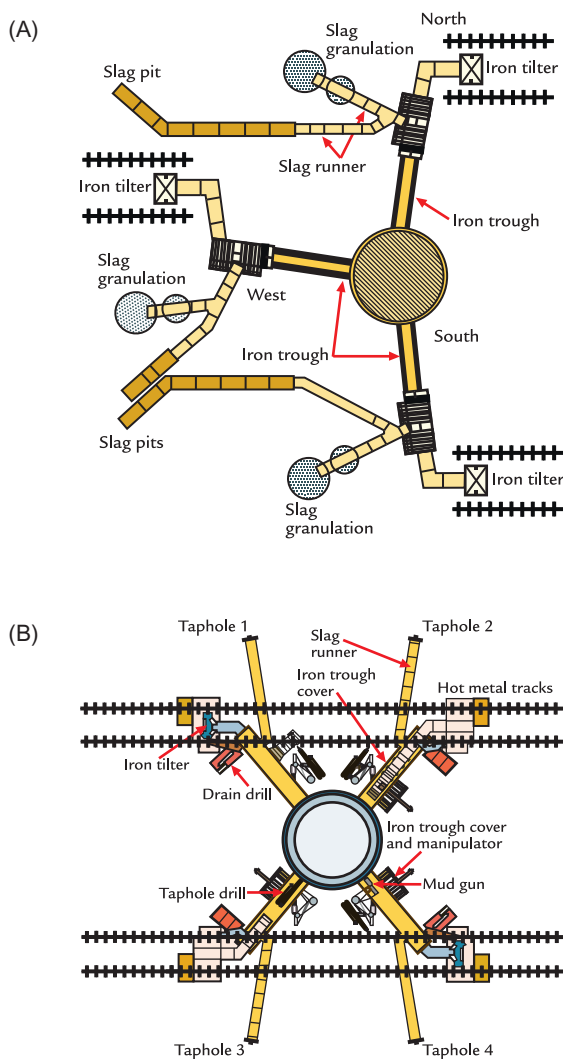 (A)
North
Slag
granulation
Slag pit
Iron tilter
Slag runner
Iron tilter
Iron trough
Slag
granulation
West
South
Iron trough
Slag pits
Iron tilter
Slag
granulation
(B)
Taphole 1
Taphole 2
Slag
runner
Iron trough
cover
Hot metal tracks
Iron tilter
Drain drill
Iron trough cover
and manipulator
Taphole drill
Mud gun
Taphole 3
Taphole 4